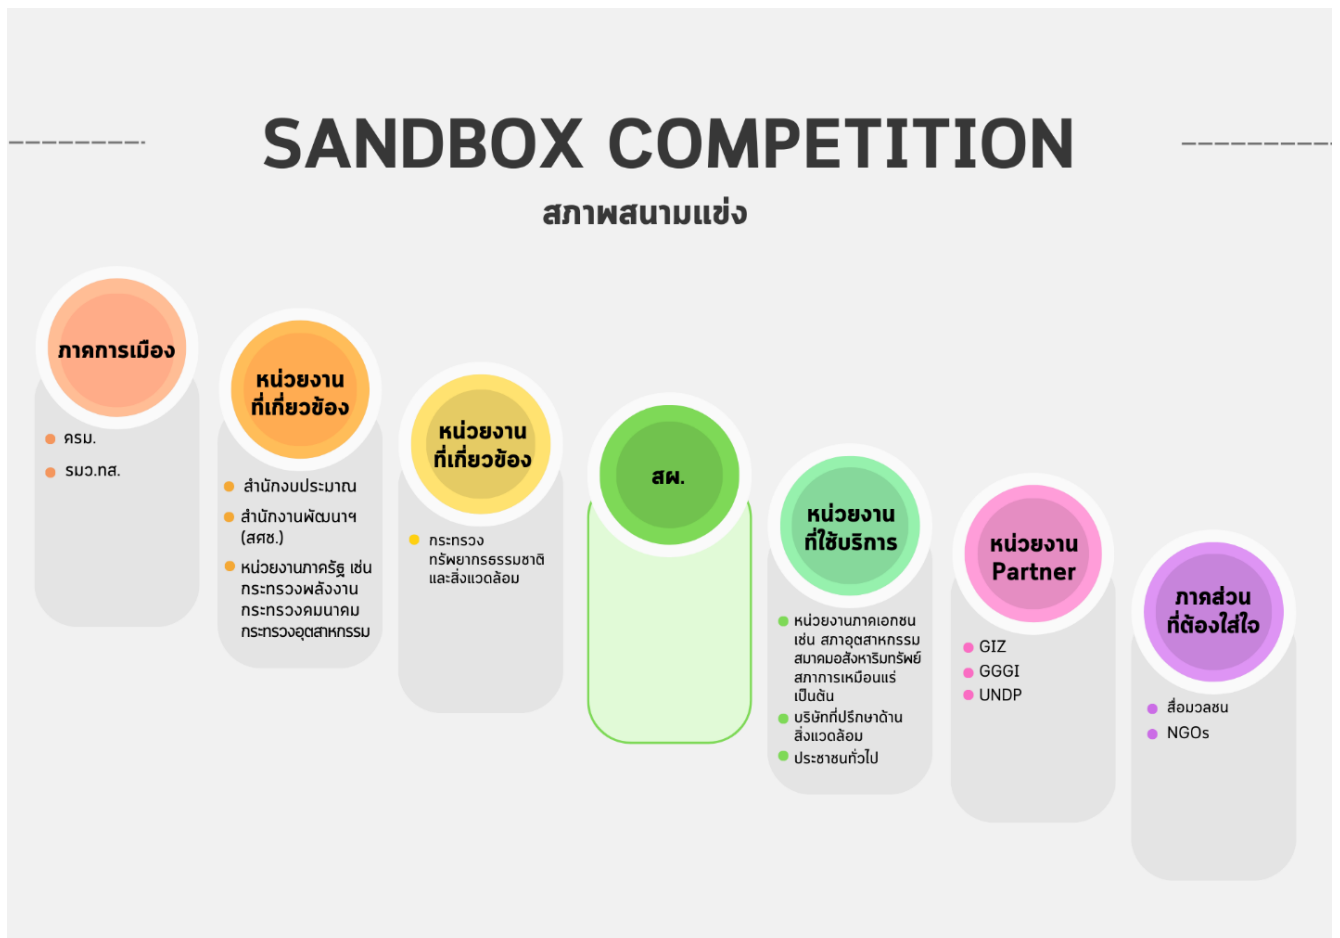 SANDBOX COMPETITION
สภาพสนามแข่ง
ภาคการเมือง
ครม.
รมว.ทส.
หน่วยงาน
ที่เกี่ยวข้อง
สำนักงบประมาณ
สำนักงานพัฒนาฯ
(สศช.)
หน่วยงานภาครัฐ เช่น
กระทรวงพลังงาน
กระทรวงคมนาคม
กระทรวงอุตสาหกรรม
หน่วยงาน
ที่เกี่ยวข้อง
กระทรวง
ทรัพยากรธรรมชาติ
และสิ่งแวดล้อม
สผ.
หน่วยงาน
ที่ใช้บริการ
หน่วยงานภาคเอกชน
เช่น สภาอุตสาหกรรม
สมาคมอสังหาริมทรัพย์
สภาการเหมือนแร่
เป็นต้น
บริษัทที่ปรึกษาด้าน
สิ่งแวดล้อม
ประชาชนทั่วไป
หน่วยงาน
Partner
GIZ
GGGI
UNDP
ภาคส่วน
ที่ต้องใส่ใจ
สื่อมวลชน
NGOs